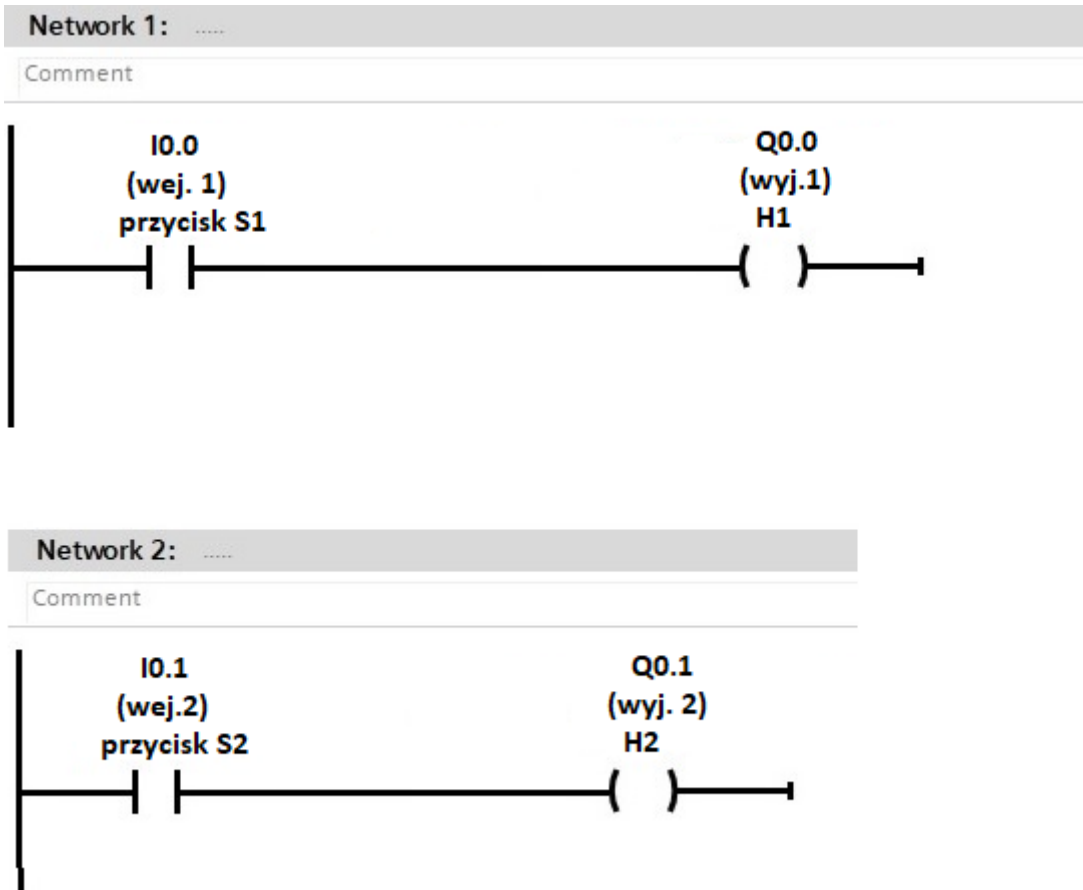 Network 1: .....
Comment
I0.0
(wej. 1)
przycisk S1
Q0.0
(wyj.1)
H1
Network 2: .....
Comment
I0.1
(wej.2)
przycisk S2
Q0.1
(wyj. 2)
H2